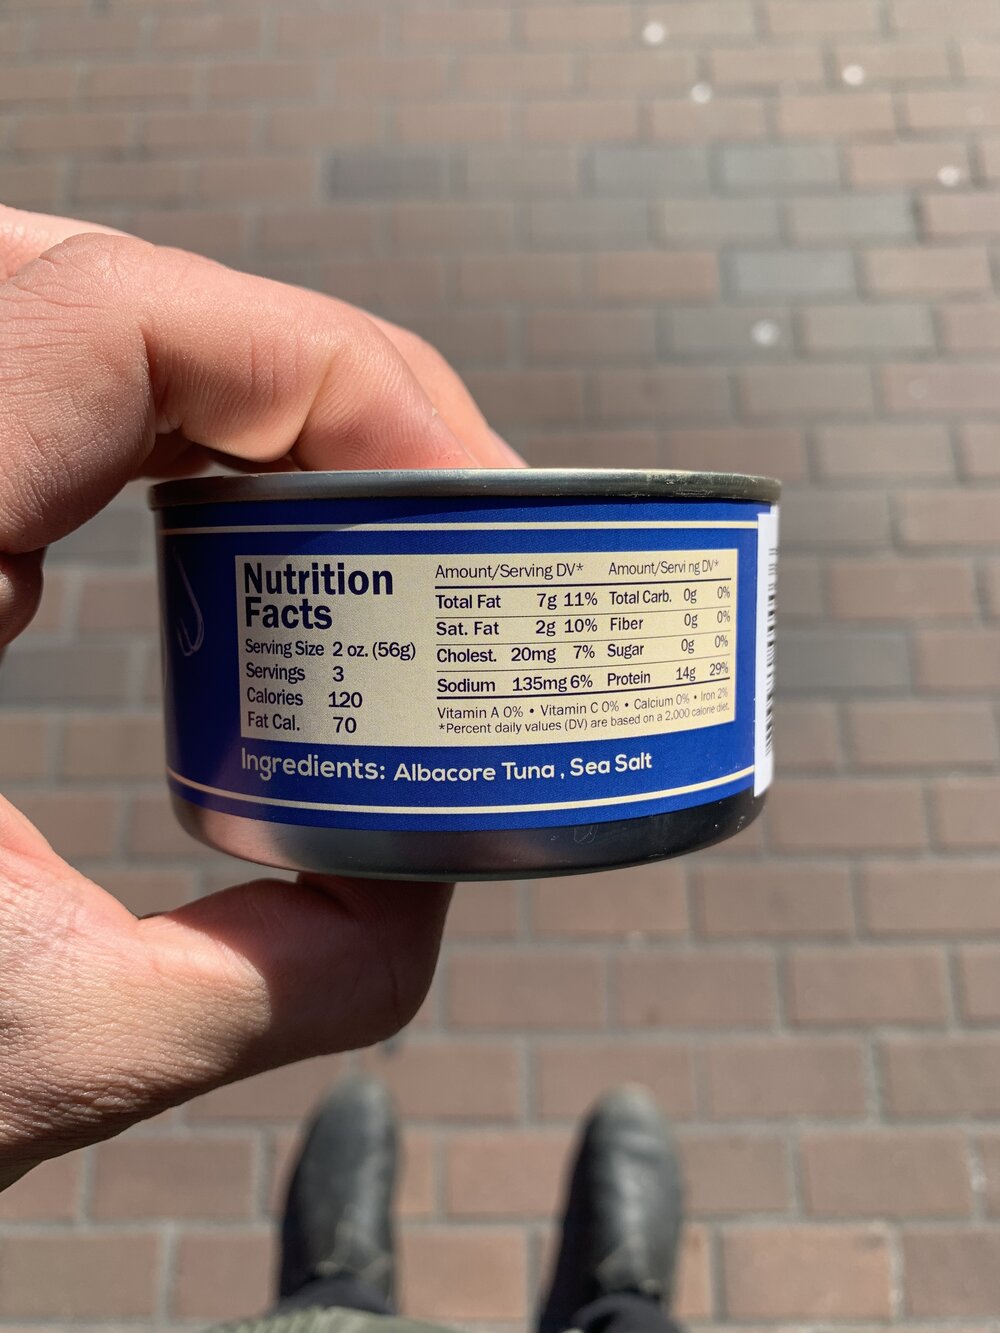 Nutrition
Facts
Serving Size 2 oz. (56g)
Servings 3
Calories 120
Fat Cal. 70
Amount/Serving DV* Amount/Serving DV*
Total Fat 7g 11% Total Carb. 0g 0%
Sat. Fat 2g 10% Fiber 0g 0%
Cholest. 20mg 7% Sugar 0g 0%
Sodium 135mg 6% Protein 14g 29%
Vitamin A 0% • Vitamin C 0% • Calcium 0% • Iron 2%
*Percent daily values (DV) are based on a 2,000 calorie diet.
Ingredients: Albacore Tuna , Sea Salt